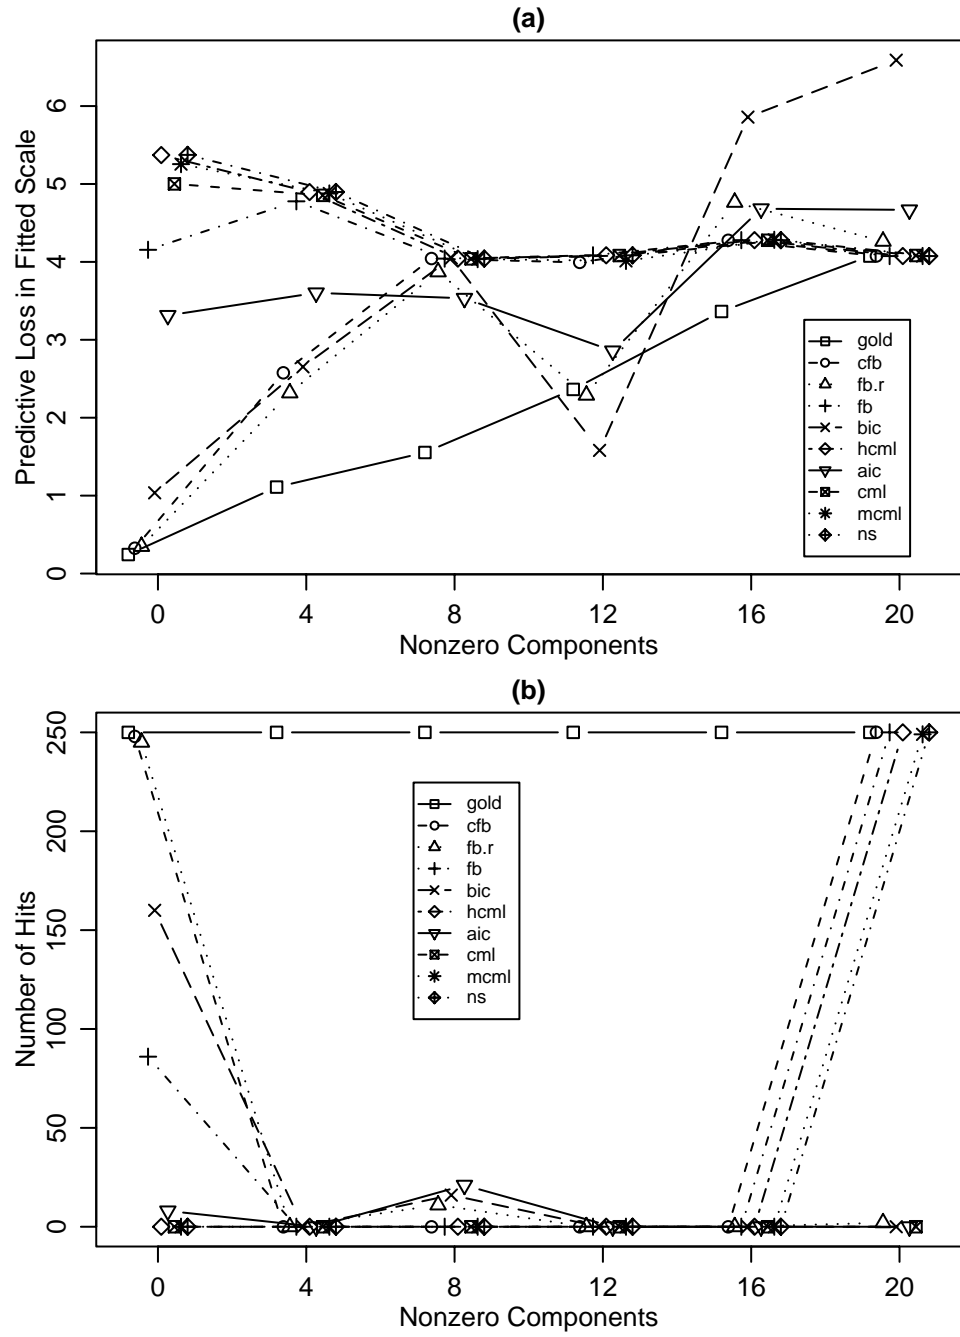 (a)
Predictive Loss in Fitted Scale
6
5
4
3
2
1
0
gold
cfb
fb.r
fb
bic
hcml
aic
cml
mcml
ns
0 4 8 12 16 20
Nonzero Components
(b)
Number of Hits
250
200
150
100
50
0
gold
cfb
fb.r
fb
bic
hcml
aic
cml
mcml
ns
0 4 8 12 16 20
Nonzero Components